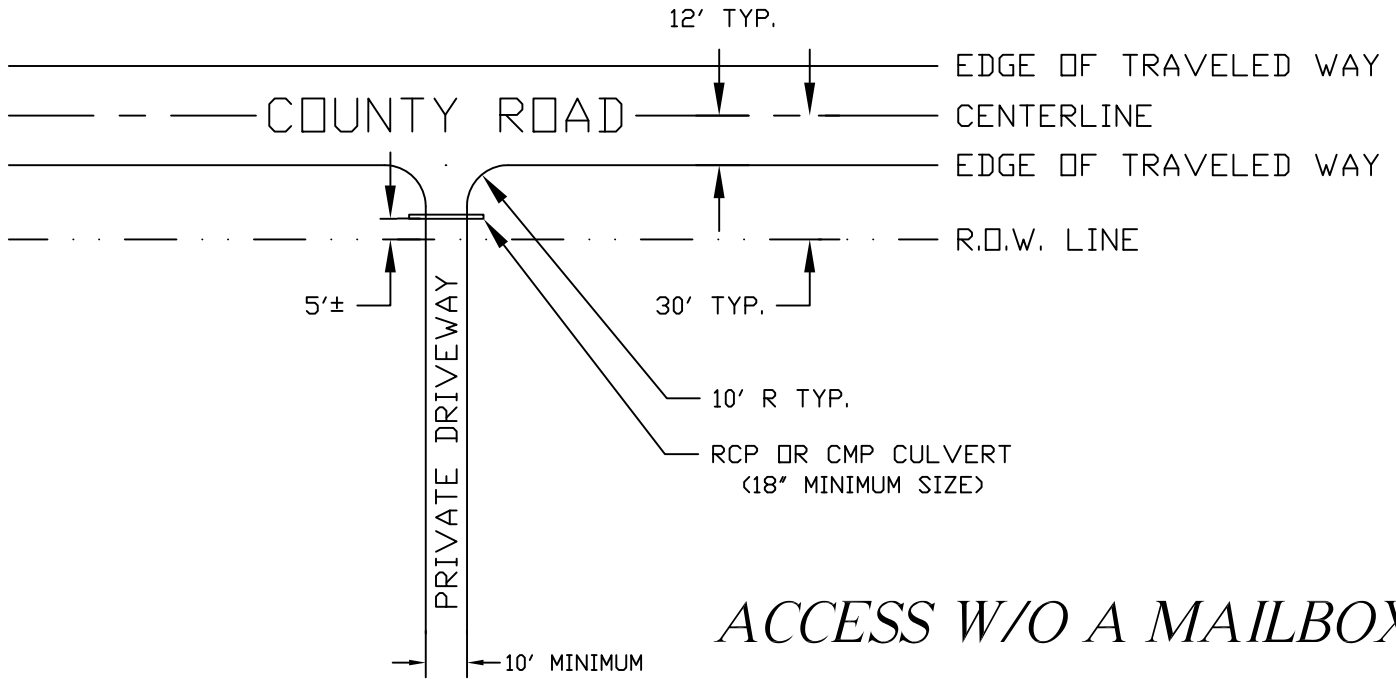 12' TYP.
EDGE OF TRAVELED WAY
COUNTY ROAD
CENTERLINE
EDGE OF TRAVELED WAY
R.O.W. LINE
5'±
30' TYP.
PRIVATE DRIVEWAY
10' R TYP.
RCP OR CMP CULVERT
(18" MINIMUM SIZE)
ACCESS W/O A MAILBOX
10' MINIMUM